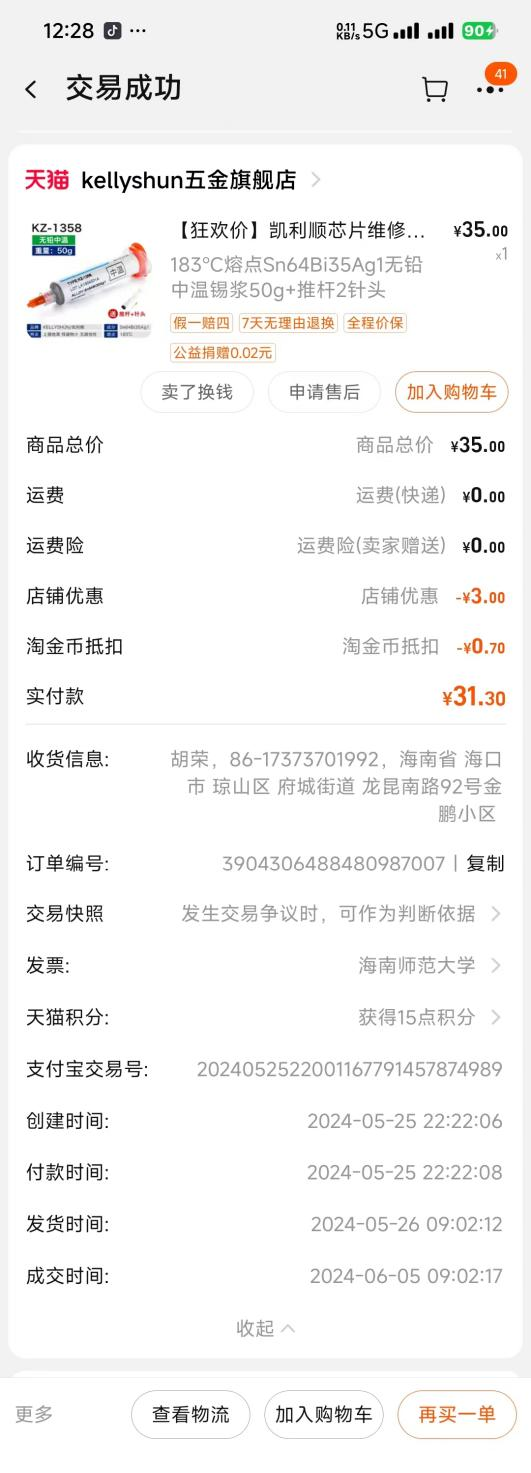 12:28
0.11 KB/s 5G 90
交易成功
41
天猫 kellyshun五金旗舰店
KZ-1358
无铅中温
重量：50g
中温
送 推杆+针头
【狂欢价】凯利顺芯片维修... ¥35.00
183°C熔点Sn64Bi35Ag1无铅 x1
中温锡浆50g+推杆2针头
假一赔四 7天无理由退换 全程价保
公益捐赠0.02元
卖了换钱 申请售后 加入购物车
商品总价 商品总价 ¥35.00
运费 运费(快递) ¥0.00
运费险 运费险(卖家赠送) ¥0.00
店铺优惠 店铺优惠 -¥3.00
淘金币抵扣 淘金币抵扣 -¥0.70
实付款 ¥31.30
收货信息: 胡荣，86-17373701992，海南省 海口
市 琼山区 府城街道 龙昆南路92号金
鹏小区
订单编号: 3904306488480987007 | 复制
交易快照 发生交易争议时，可作为判断依据
发票: 海南师范大学
天猫积分: 获得15点积分
支付宝交易号: 2024052522001167791457874989
创建时间: 2024-05-25 22:22:06
付款时间: 2024-05-25 22:22:08
发货时间: 2024-05-26 09:02:12
成交时间: 2024-06-05 09:02:17
收起
更多 查看物流 加入购物车 再买一单